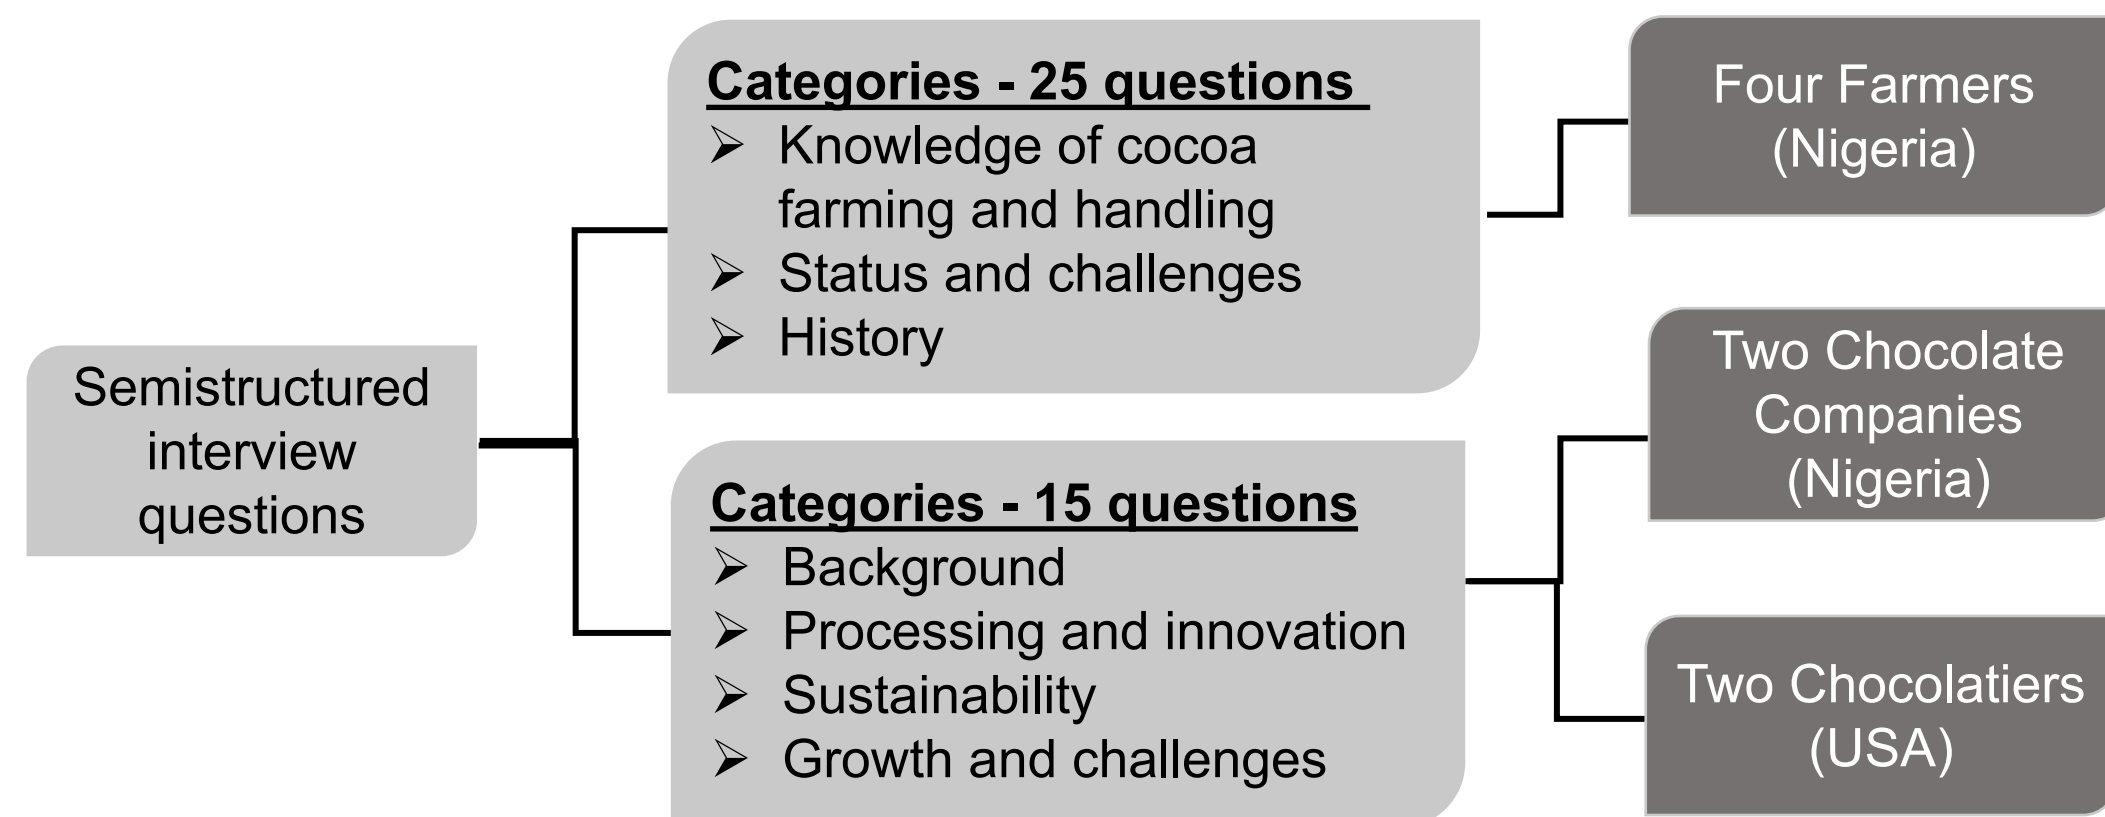 Semistructured
interview
questions
Categories - 25 questions
➢ Knowledge of cocoa
farming and handling
➢ Status and challenges
➢ History
Categories - 15 questions
➢ Background
➢ Processing and innovation
➢ Sustainability
➢ Growth and challenges
Four Farmers
(Nigeria)
Two Chocolate
Companies
(Nigeria)
Two Chocolatiers
(USA)